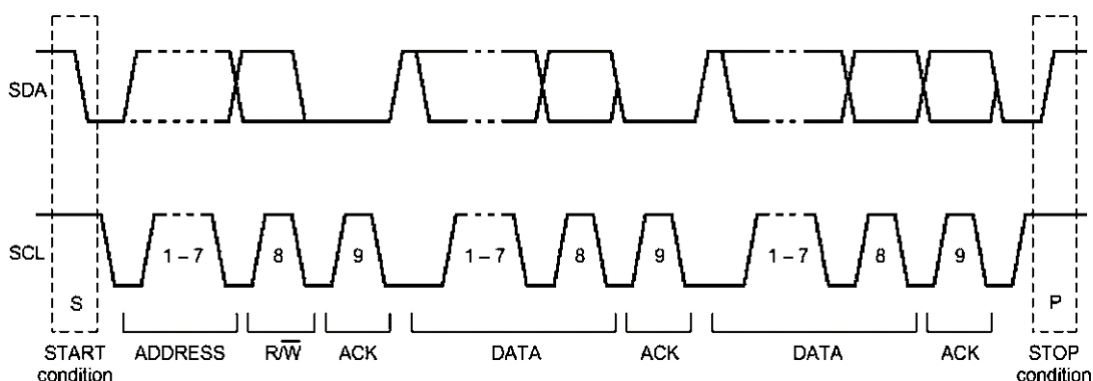 SDA
SCL
1 – 7 8 9 1 – 7 8 9 1 – 7 8 9
S P
START ADDRESS R/W̅ ACK DATA ACK DATA ACK STOP
condition condition